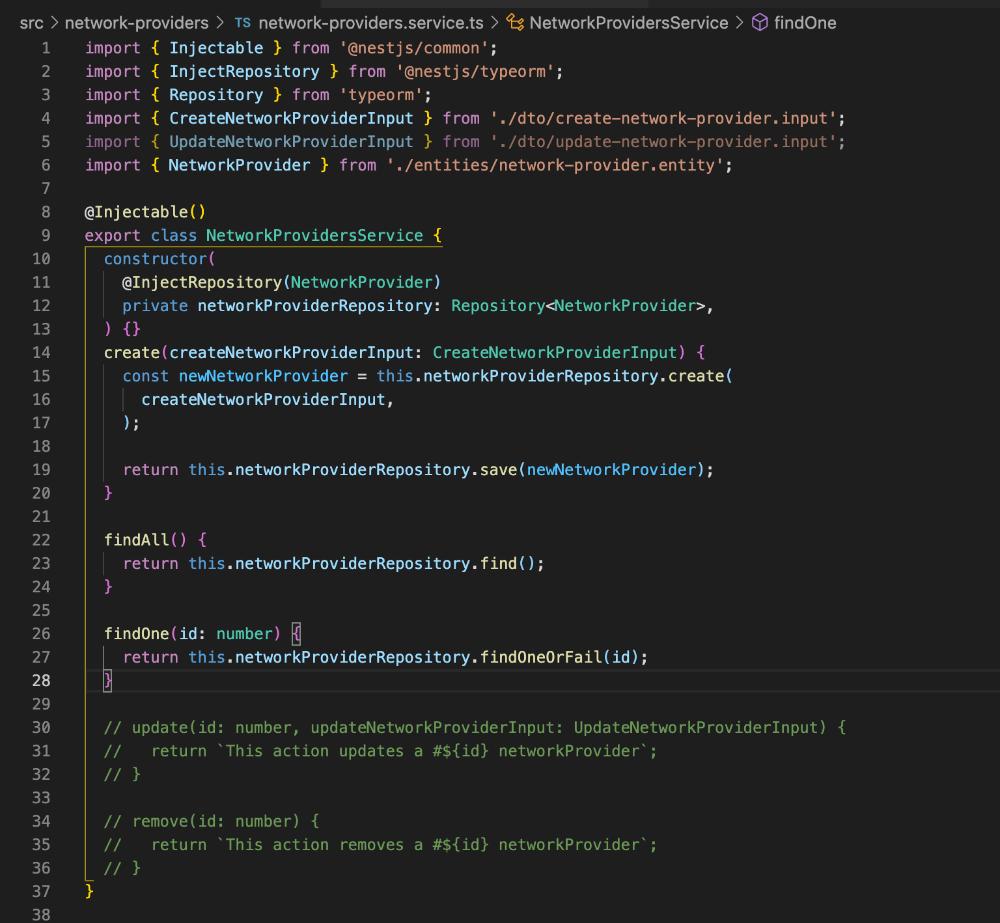 src > network-providers > TS network-providers.service.ts > NetworkProvidersService > findOne
1 import { Injectable } from '@nestjs/common';
2 import { InjectRepository } from '@nestjs/typeorm';
3 import { Repository } from 'typeorm';
4 import { CreateNetworkProviderInput } from './dto/create-network-provider.input';
5 import { UpdateNetworkProviderInput } from './dto/update-network-provider.input';
6 import { NetworkProvider } from './entities/network-provider.entity';
7
8 @Injectable()
9 export class NetworkProvidersService {
10   constructor(
11     @InjectRepository(NetworkProvider)
12     private networkProviderRepository: Repository<NetworkProvider>,
13   ) {}
14   create(createNetworkProviderInput: CreateNetworkProviderInput) {
15     const newNetworkProvider = this.networkProviderRepository.create(
16       createNetworkProviderInput,
17     );
18
19     return this.networkProviderRepository.save(newNetworkProvider);
20   }
21
22   findAll() {
23     return this.networkProviderRepository.find();
24   }
25
26   findOne(id: number) {
27     return this.networkProviderRepository.findOneOrFail(id);
28   }
29
30   // update(id: number, updateNetworkProviderInput: UpdateNetworkProviderInput) {
31   //   return `This action updates a #${id} networkProvider`;
32   // }
33
34   // remove(id: number) {
35   //   return `This action removes a #${id} networkProvider`;
36   // }
37 }
38